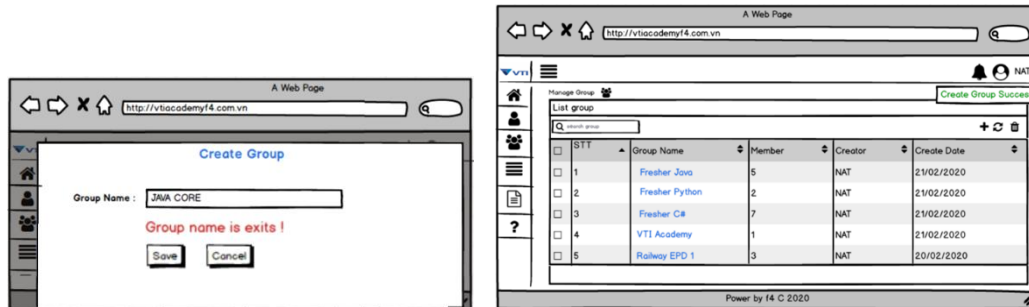 A Web Page
http://vtiacademyf4.com.vn
Create Group
Group Name : JAVA CORE
Group name is exits !
Save Cancel
A Web Page
http://vtiacademyf4.com.vn
VTI NAT
Manage Group
Create Group Succes
List group
search group
STT Group Name Member Creator Create Date
1 Fresher Java 5 NAT 21/02/2020
2 Fresher Python 2 NAT 21/02/2020
3 Fresher C# 7 NAT 21/02/2020
4 VTI Academy 1 NAT 21/02/2020
5 Railway EPD 1 3 NAT 20/02/2020
Power by f4 C 2020